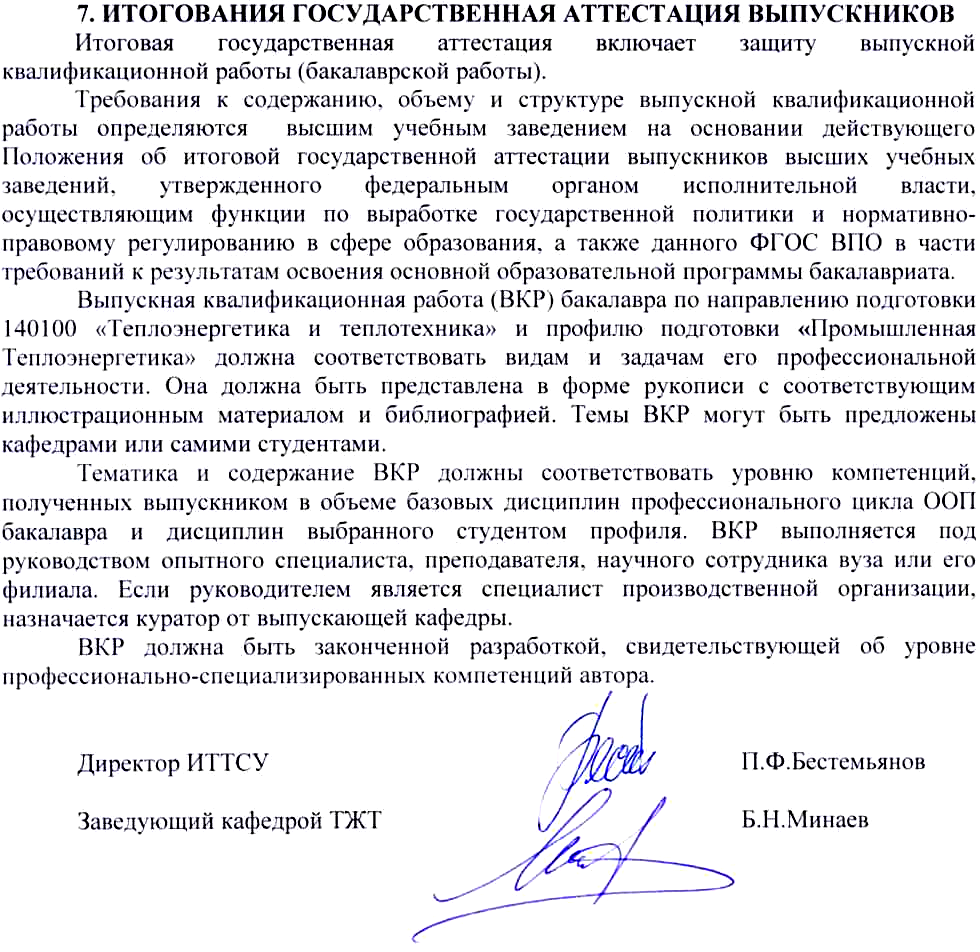 7. ИТОГОВАНИЯ ГОСУДАРСТВЕННАЯ АТТЕСТАЦИЯ ВЫПУСКНИКОВ
Итоговая государственная аттестация включает защиту выпускной
квалификационной работы (бакалаврской работы).
Требования к содержанию, объему и структуре выпускной квалификационной
работы определяются высшим учебным заведением на основании действующего
Положения об итоговой государственной аттестации выпускников высших учебных
заведений, утвержденного федеральным органом исполнительной власти,
осуществляющим функции по выработке государственной политики и нормативно-
правовому регулированию в сфере образования, а также данного ФГОС ВПО в части
требований к результатам освоения основной образовательной программы бакалавриата.
Выпускная квалификационная работа (ВКР) бакалавра по направлению подготовки
140100 «Теплоэнергетика и теплотехника» и профилю подготовки «Промышленная
Теплоэнергетика» должна соответствовать видам и задачам его профессиональной
деятельности. Она должна быть представлена в форме рукописи с соответствующим
иллюстрационным материалом и библиографией. Темы ВКР могут быть предложены
кафедрами или самими студентами.
Тематика и содержание ВКР должны соответствовать уровню компетенций,
полученных выпускником в объеме базовых дисциплин профессионального цикла ООП
бакалавра и дисциплин выбранного студентом профиля. ВКР выполняется под
руководством опытного специалиста, преподавателя, научного сотрудника вуза или его
филиала. Если руководителем является специалист производственной организации,
назначается куратор от выпускающей кафедры.
ВКР должна быть законченной разработкой, свидетельствующей об уровне
профессионально-специализированных компетенций автора.
Директор ИТТСУ П.Ф.Бестемьянов
Заведующий кафедрой ТЖТ Б.Н.Минаев